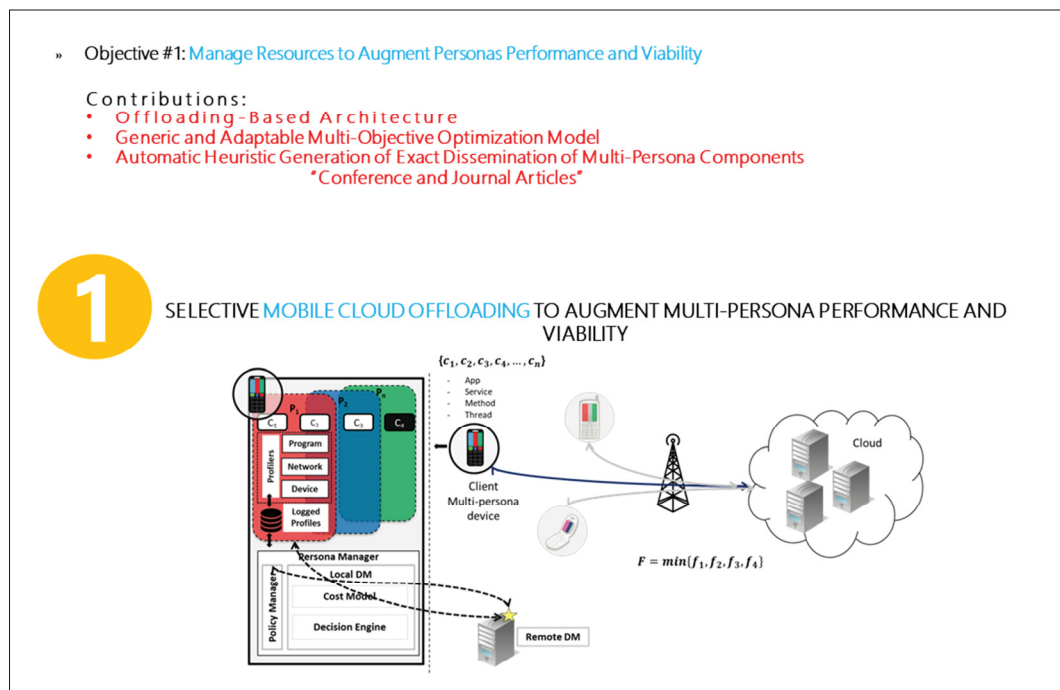 » Objective #1: Manage Resources to Augment Personas Performance and Viability
Contributions:
• Offloading-Based Architecture
• Generic and Adaptable Multi-Objective Optimization Model
• Automatic Heuristic Generation of Exact Dissemination of Multi-Persona Components
"Conference and Journal Articles"
1
SELECTIVE MOBILE CLOUD OFFLOADING TO AUGMENT MULTI-PERSONA PERFORMANCE AND
VIABILITY
{c₁, c₂, c₃, c₄, ..., cₙ}
- App
- Service
- Method
- Thread
P₁
P₂
Pₙ
C₁
C₂
C₃
C₄
Profilers
Program
Network
Device
Logged
Profiles
Client
Multi-persona
device
Cloud
F = min{f₁, f₂, f₃, f₄}
Persona Manager
Policy Manager
Local DM
Cost Model
Decision Engine
Remote DM